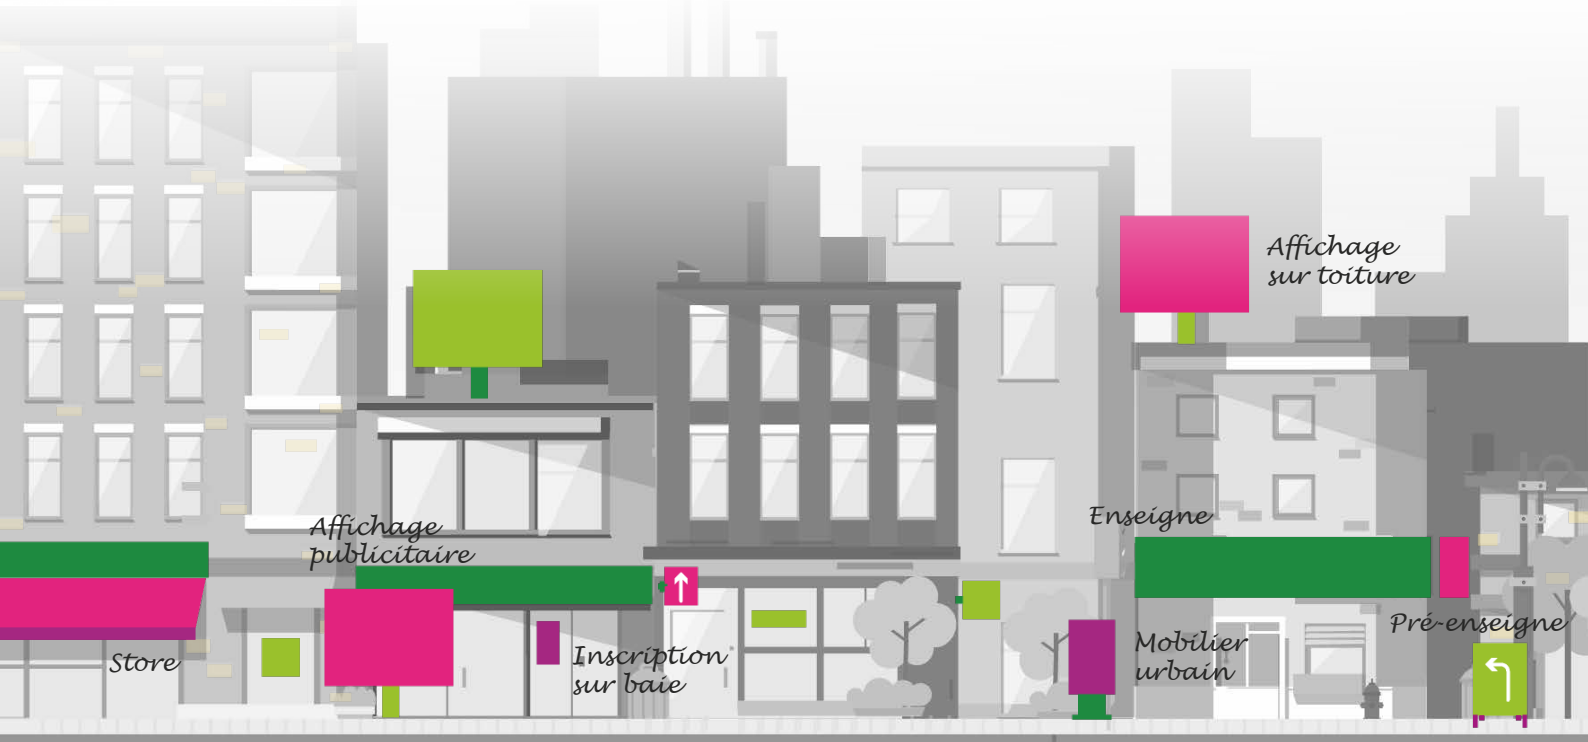 Affichage
sur toiture
Affichage
publicitaire
Enseigne
Pré-enseigne
Store
Inscription
sur baie
Mobilier
urbain